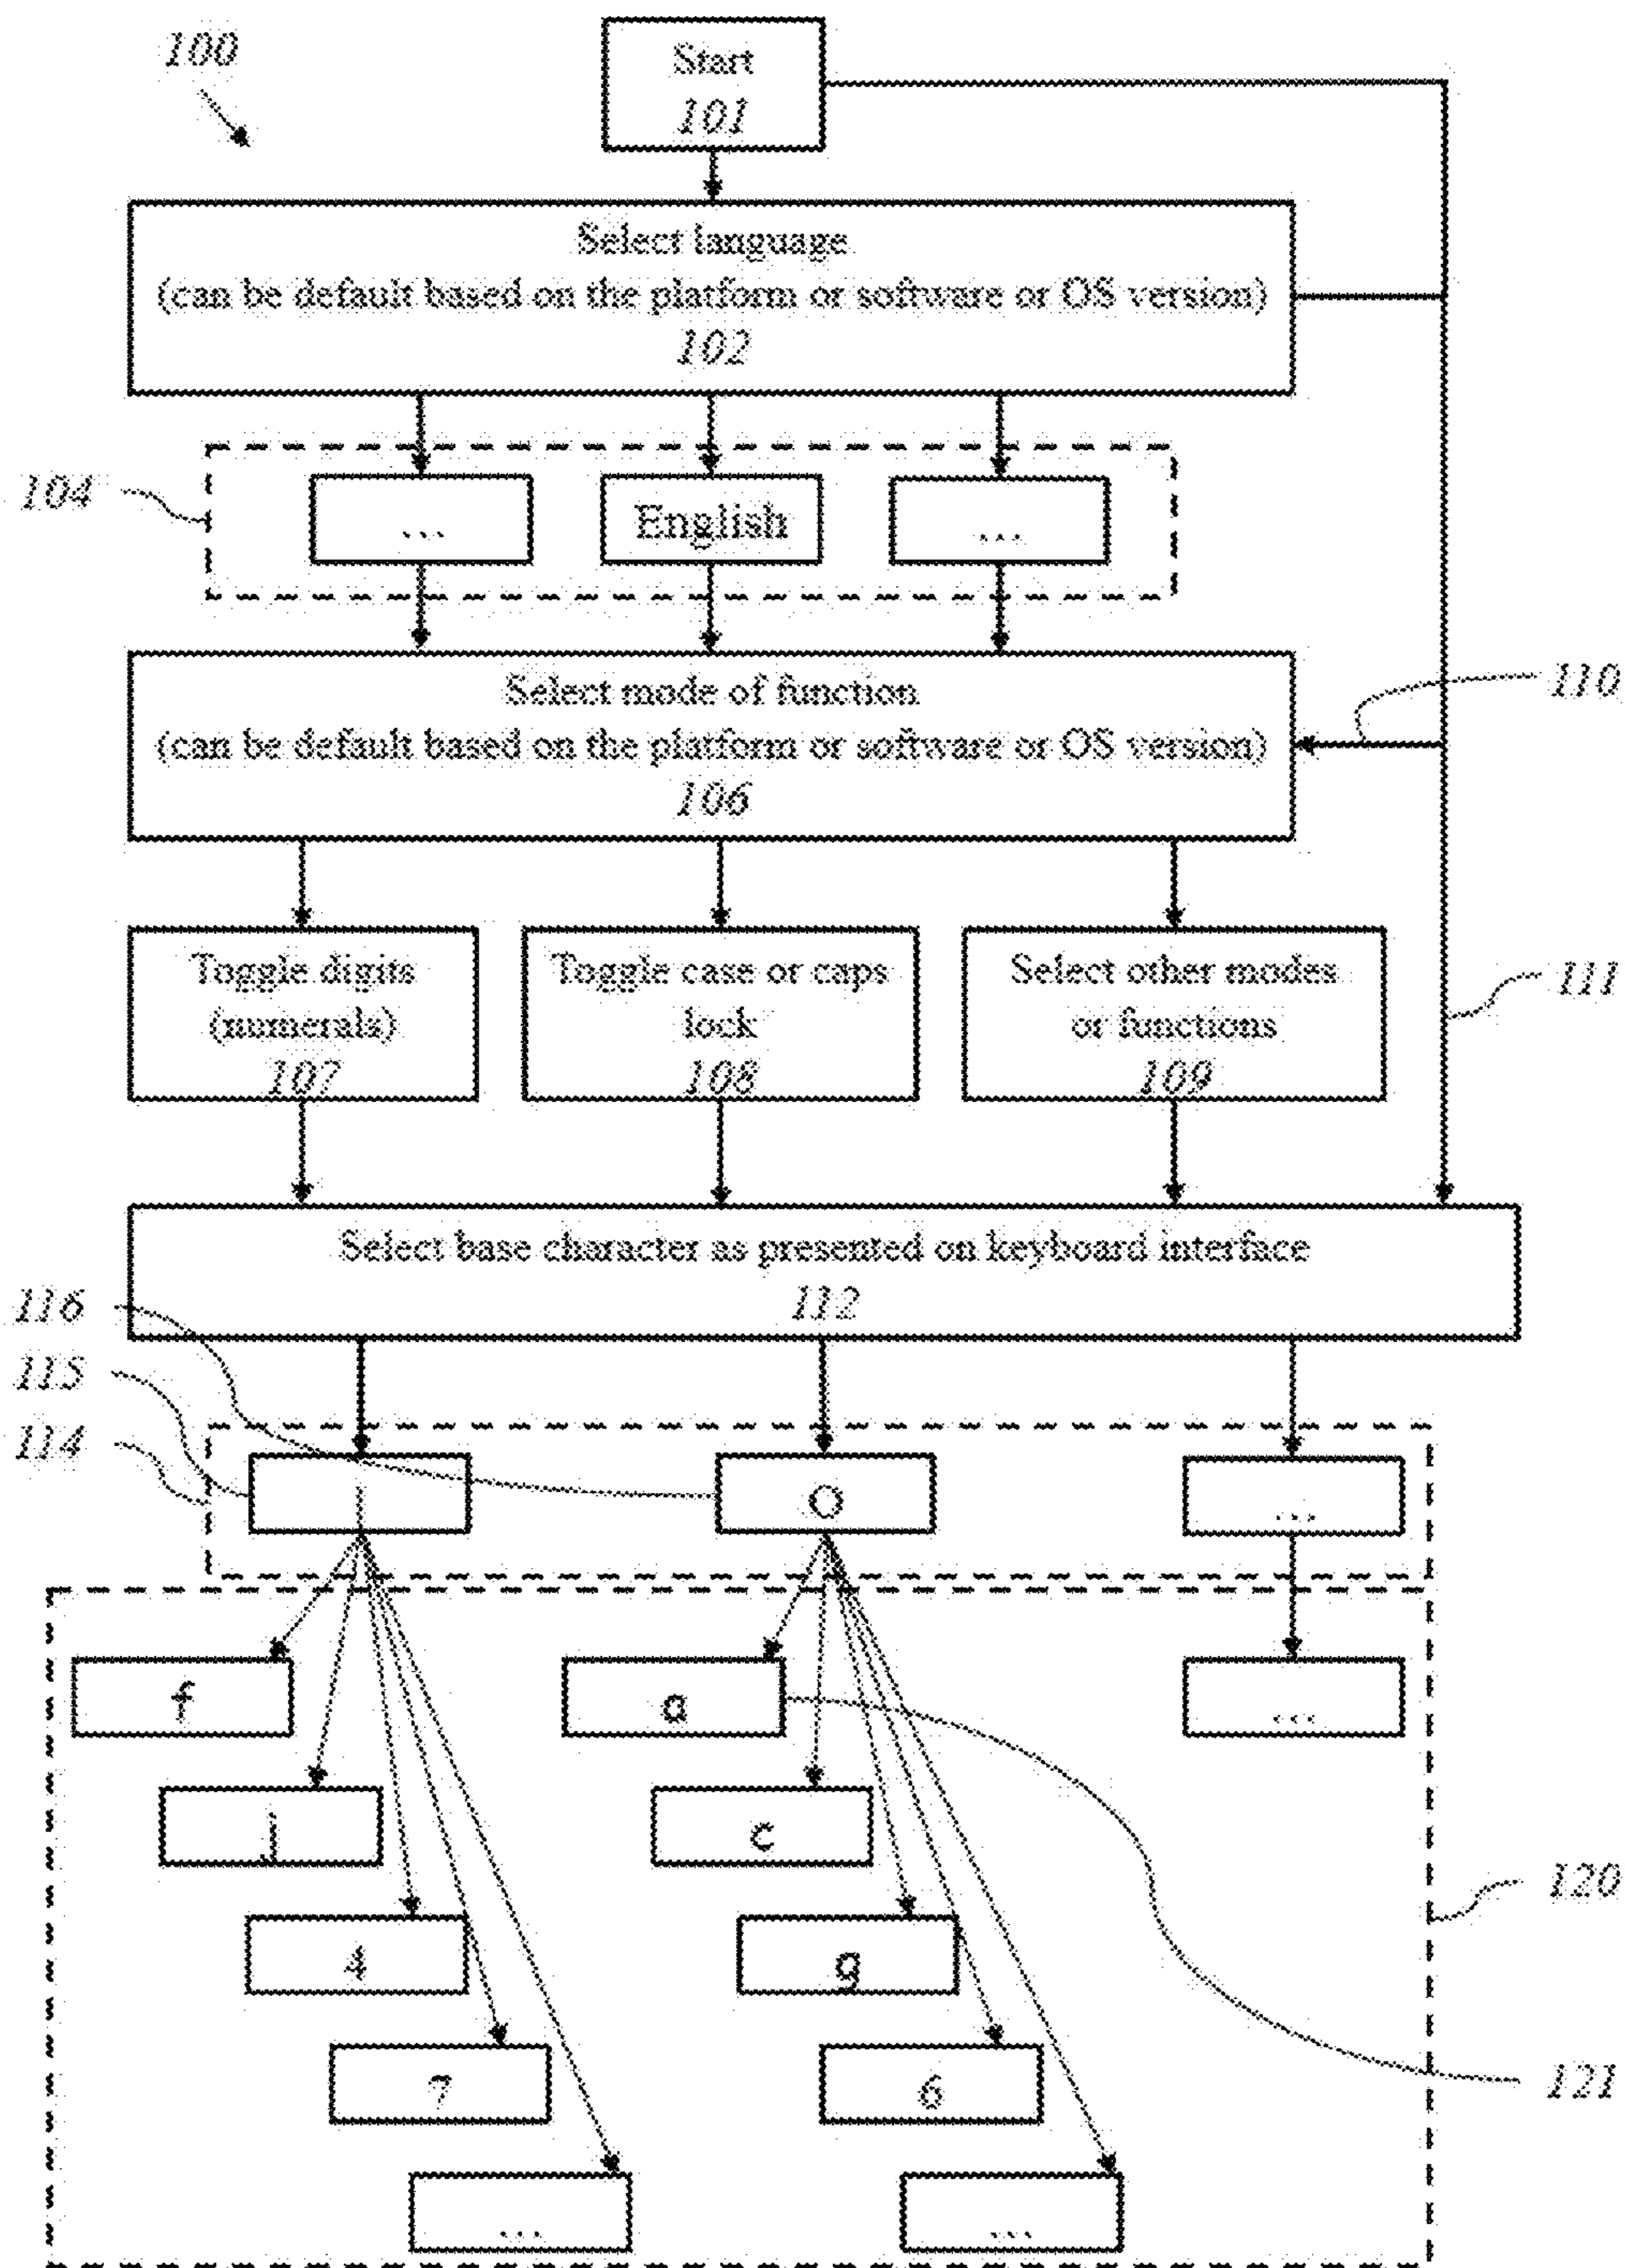 100
Start
101
Select language
(can be default based on the platform or software or OS version)
102
104
...
English
...
Select mode of function
(can be default based on the platform or software or OS version)
106
110
Toggle digits
(numerals)
107
Toggle case or caps
lock
108
Select other modes
or functions
109
111
Select base character as presented on keyboard interface
112
116
115
114
O
...
f
a
...
j
c
120
4
g
7
6
121
...
...